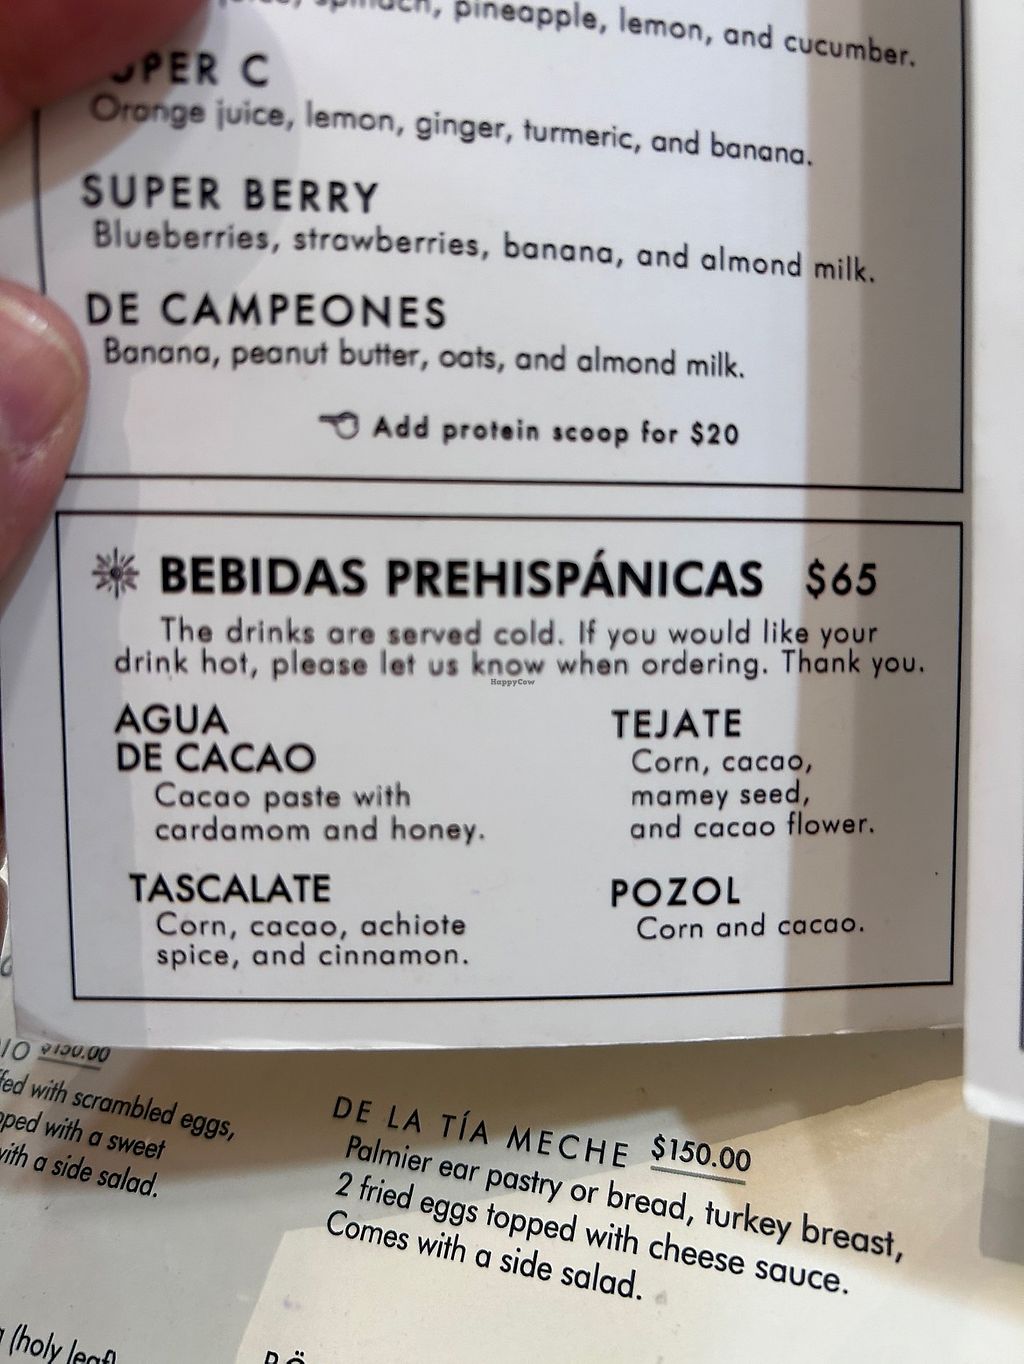 pineapple, lemon, and cucumber.
C
Orange juice, lemon, ginger, turmeric, and banana.
SUPER BERRY
Blueberries, strawberries, banana, and almond milk.
DE CAMPEONES
Banana, peanut butter, oats, and almond milk.
Add protein scoop for $20
BEBIDAS PREHISPÁNICAS $65
The drinks are served cold. If you would like your
drink hot, please let us know when ordering. Thank you.
HappyCow
AGUA
DE CACAO
Cacao paste with
cardamom and honey.
TEJATE
Corn, cacao,
mamey seed,
and cacao flower.
TASCALATE
Corn, cacao, achiote
spice, and cinnamon.
POZOL
Corn and cacao.
with scrambled eggs,
with a sweet
with a side salad.
DE LA TÍA MECHE $150.00
Palmier ear pastry or bread, turkey breast,
2 fried eggs topped with cheese sauce.
Comes with a side salad.
(holy leaf)